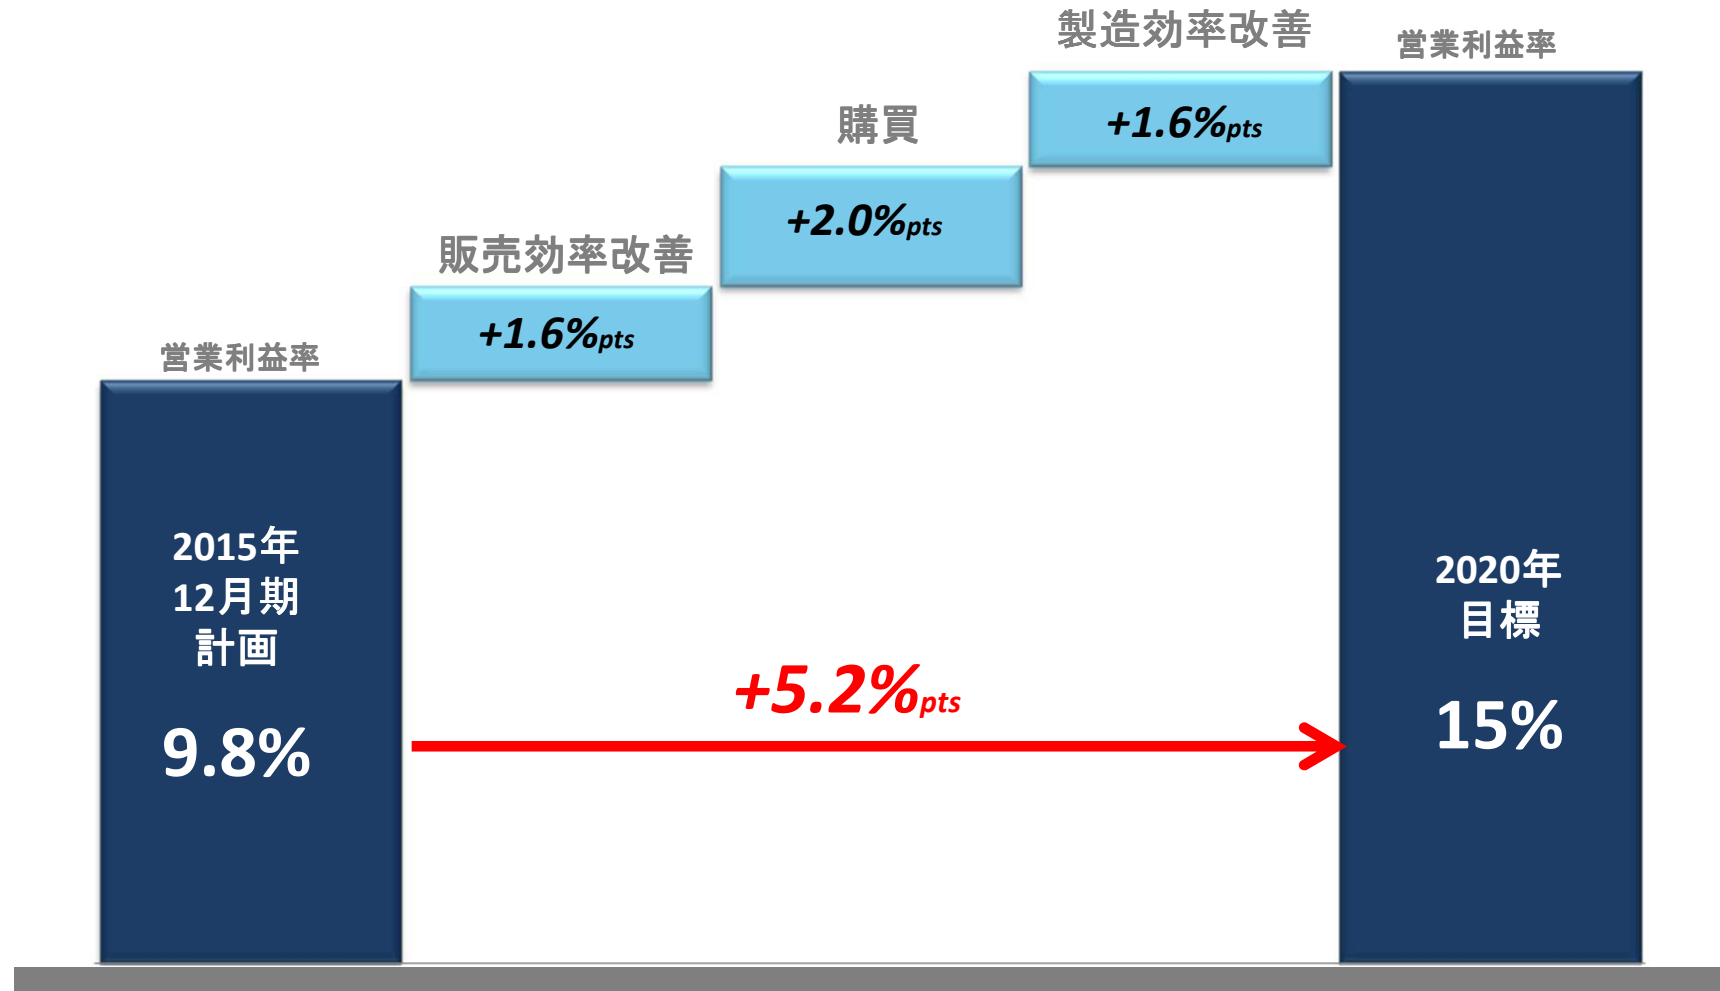 製造効率改善
営業利益率
+1.6%pts
購買
+2.0%pts
販売効率改善
+1.6%pts
営業利益率
2015年
12月期
計画
9.8%
+5.2%pts
2020年
目標
15%